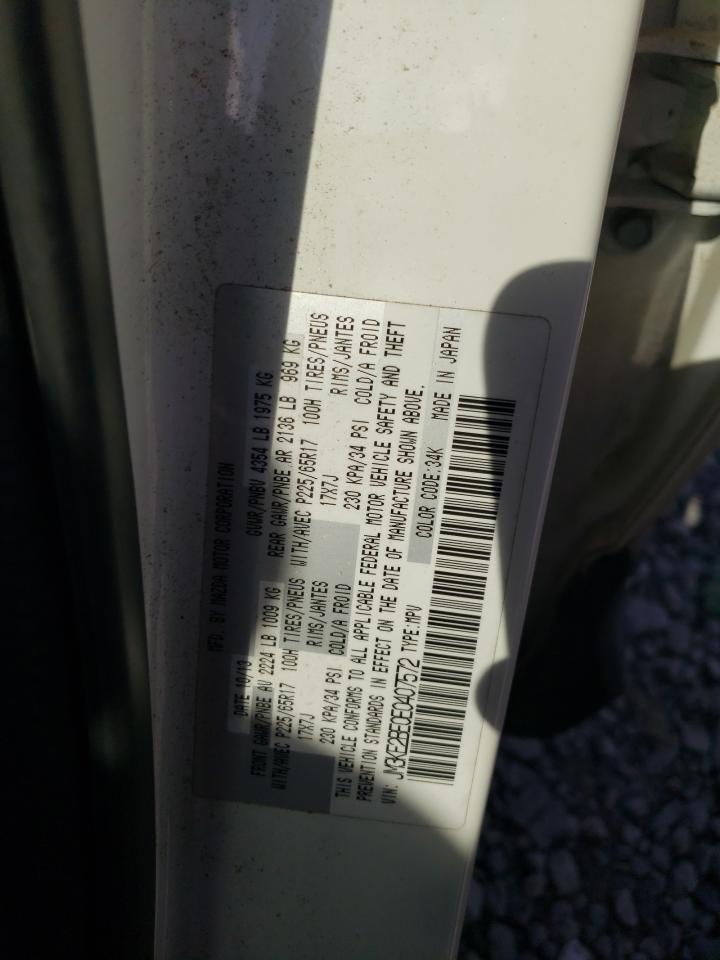 MFD. BY MAZDA MOTOR CORPORATION
DATE 10/13 GVWR/PNBV 4354 LB 1975 KG
FRONT GAWR/PNBE AV 2224 LB 1009 KG REAR GAWR/PNBE AR 2136 LB 969 KG
WITH/AVEC P225/65R17 100H TIRES/PNEUS WITH/AVEC P225/65R17 100H TIRES/PNEUS
17X7J RIMS/JANTES 17X7J RIMS/JANTES
230 KPA/34 PSI COLD/A FROID 230 KPA/34 PSI COLD/A FROID
THIS VEHICLE CONFORMS TO ALL APPLICABLE FEDERAL MOTOR VEHICLE SAFETY AND THEFT
PREVENTION STANDARDS IN EFFECT ON THE DATE OF MANUFACTURE SHOWN ABOVE.
VIN: JM3KE2BE0E0407572 TYPE:MPV COLOR CODE:34K MADE IN JAPAN